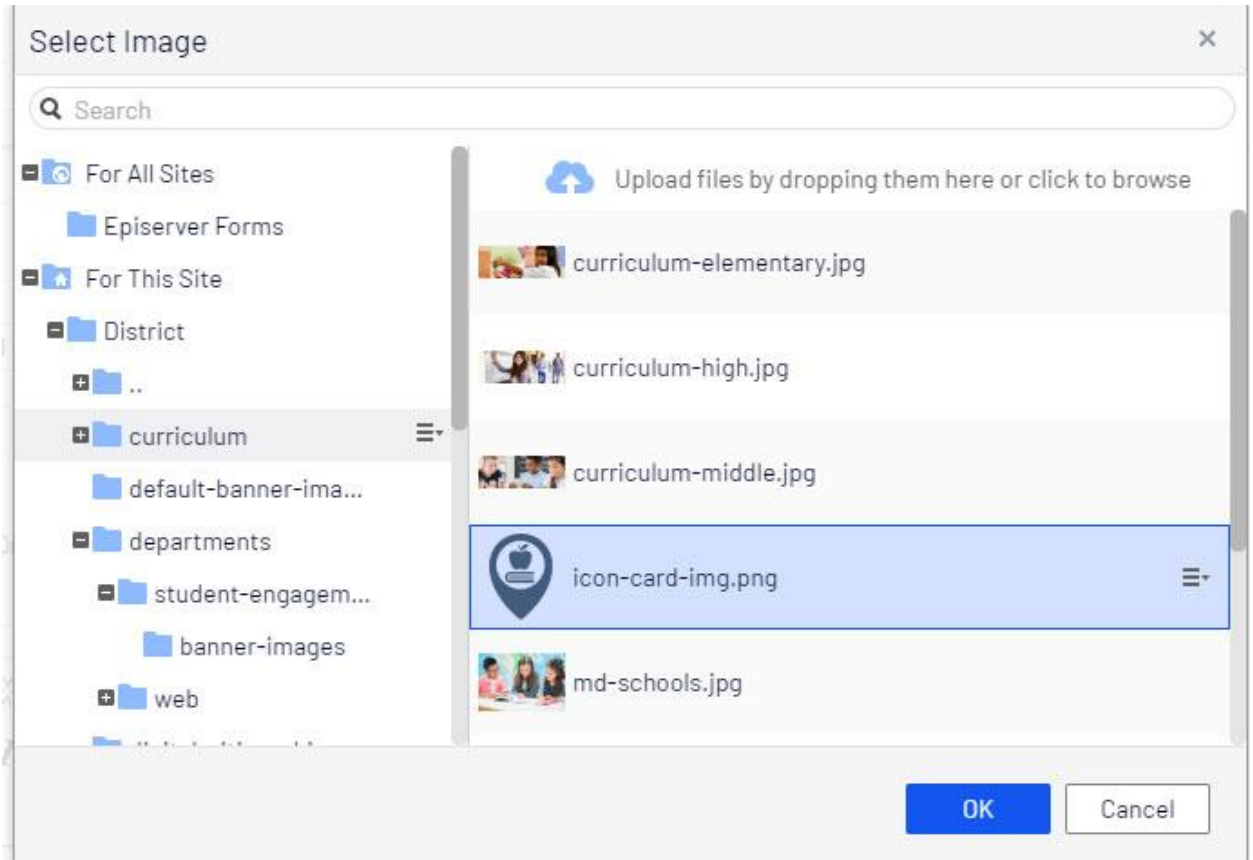 Select Image
Search
For All Sites
Episerver Forms
For This Site
District
..
curriculum
default-banner-ima...
departments
student-engagem...
banner-images
web
Upload files by dropping them here or click to browse
curriculum-elementary.jpg
curriculum-high.jpg
curriculum-middle.jpg
icon-card-img.png
md-schools.jpg
OK
Cancel